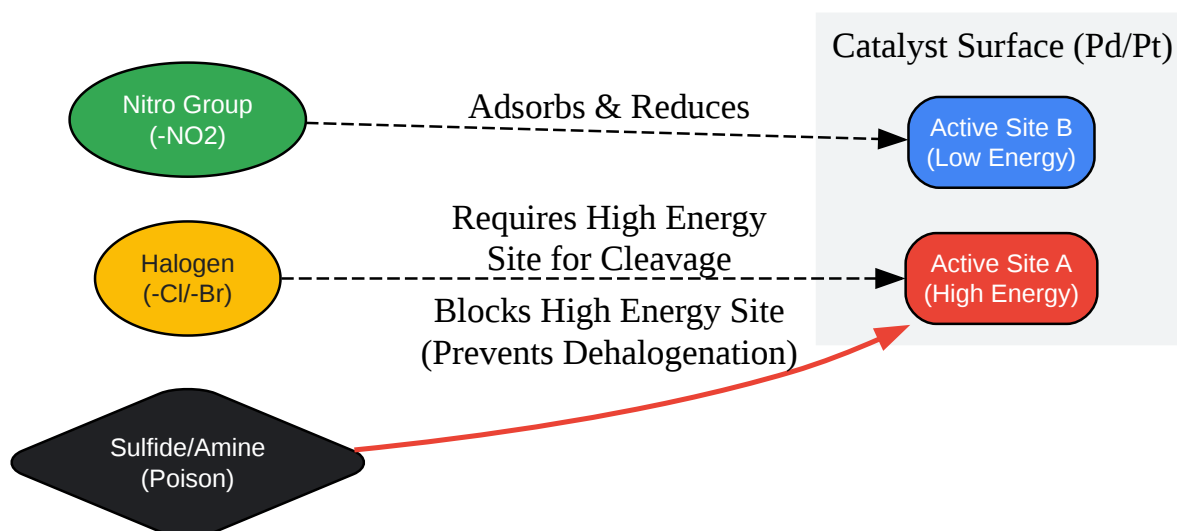 Catalyst Surface (Pd/Pt)
Nitro Group
(-NO2)
Adsorbs & Reduces
Active Site B
(Low Energy)
Halogen
(-Cl/-Br)
Requires High Energy
Site for Cleavage
Active Site A
(High Energy)
Blocks High Energy Site
(Prevents Dehalogenation)
Sulfide/Amine
(Poison)